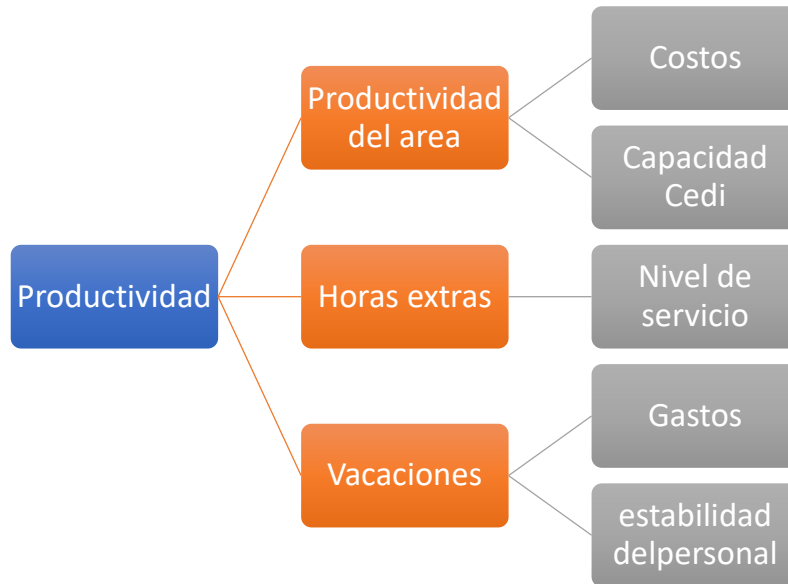 Productividad
Productividad
del area
Costos
Capacidad
Cedi
Horas extras
Nivel de
servicio
Vacaciones
Gastos
estabilidad
delpersonal